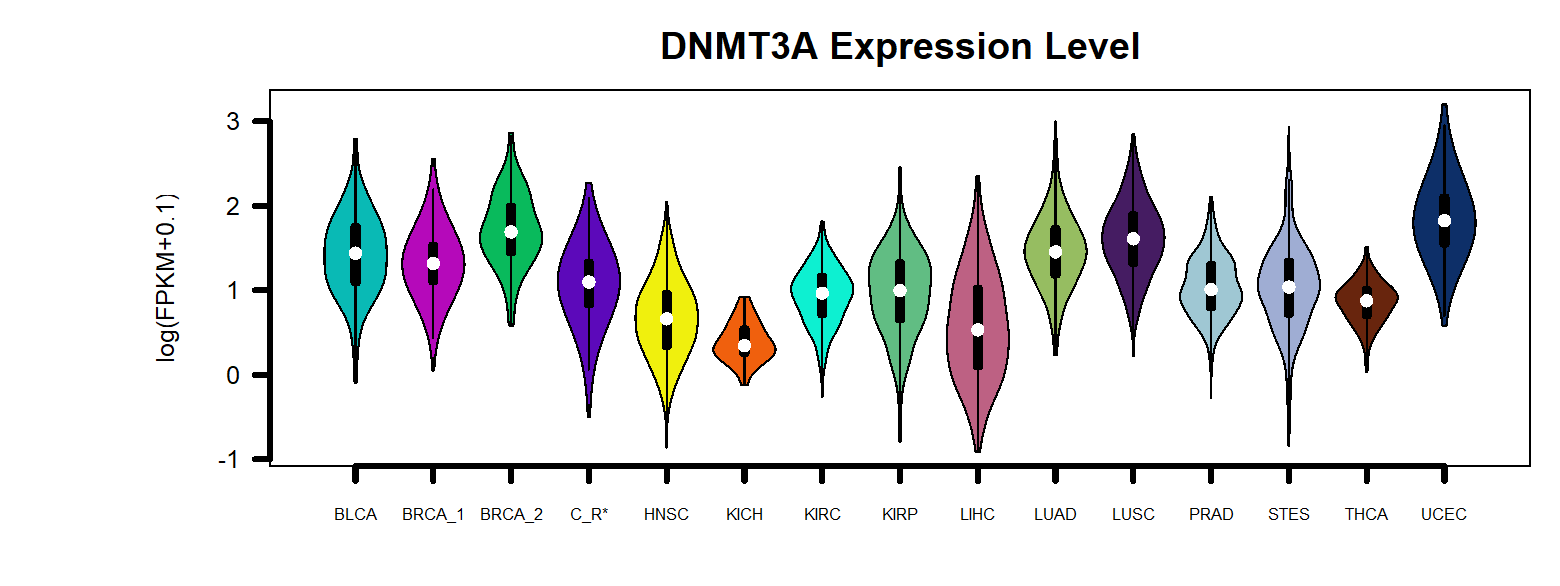 DNMT3A Expression Level
log(FPKM+0.1)
3
2
1
0
-1
BLCA BRCA_1 BRCA_2 C_R* HNSC KICH KIRC KIRP LIHC LUAD LUSC PRAD STES THCA UCEC